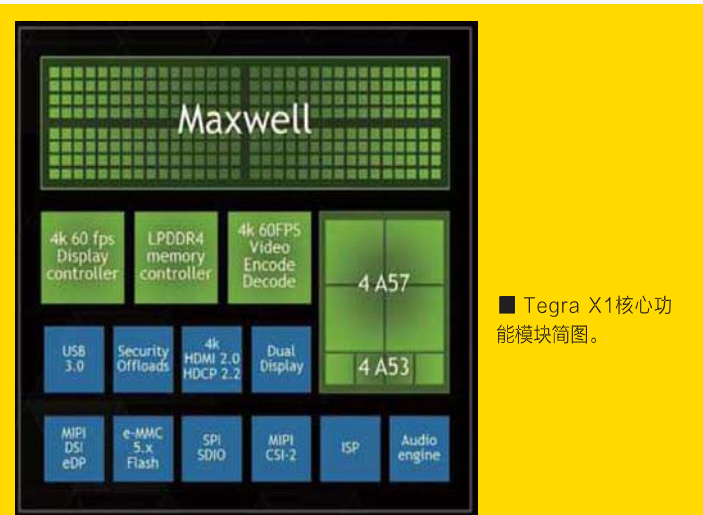 Maxwell
4k 60 fps
Display
controller
LPDDR4
memory
controller
4k 60FPS
Video
Encode
Decode
4 A57
4 A53
USB
3.0
Security
Offloads
4k
HDMI 2.0
HDCP 2.2
Dual
Display
MIPI
DSI
eDP
e-MMC
5.x
Flash
SPI
SDIO
MIPI
CSI-2
ISP
Audio
engine
■ Tegra X1核心功
能模块简图。